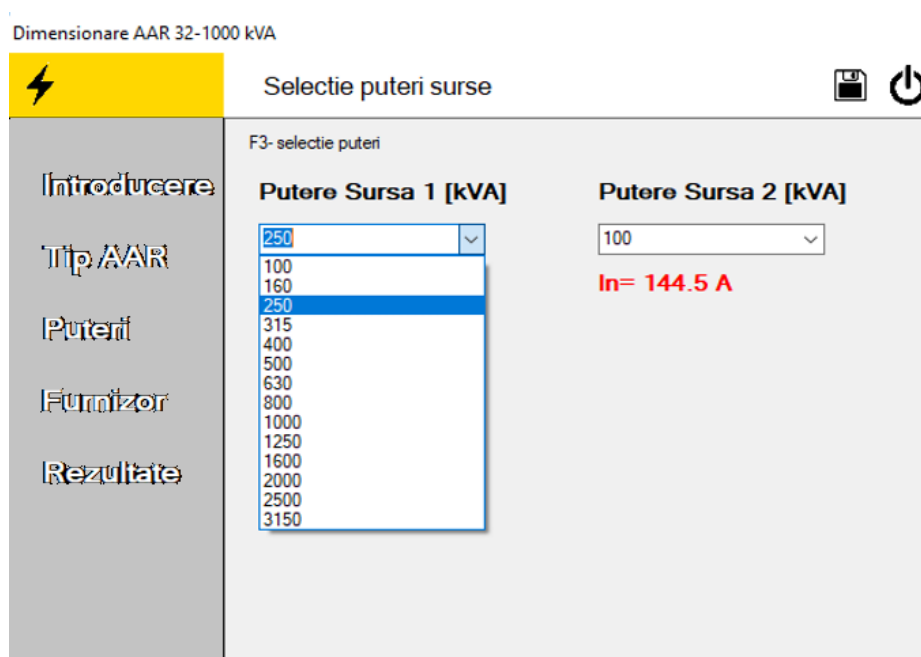 Dimensionare AAR 32-1000 kVA
Selectie puteri surse
F3- selectie puteri
Introducere
Tip AAR
Puteri
Furnizor
Rezultate
Putere Sursa 1 [kVA]
250
100
160
250
315
400
500
630
800
1000
1250
1600
2000
2500
3150
Putere Sursa 2 [kVA]
100
In= 144.5 A